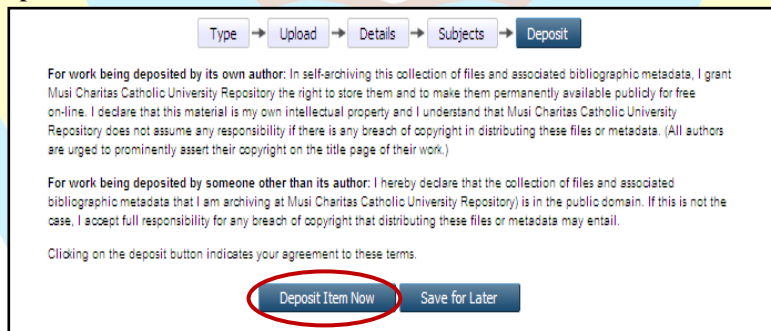 Type Upload Details Subjects Deposit
For work being deposited by its own author: In self-archiving this collection of files and associated bibliographic metadata, I grant
Musi Charitas Catholic University Repository the right to store them and to make them permanently available publicly for free
on-line. I declare that this material is my own intellectual property and I understand that Musi Charitas Catholic University
Repository does not assume any responsibility if there is any breach of copyright in distributing these files or metadata. (All authors
are urged to prominently assert their copyright on the title page of their work.)
For work being deposited by someone other than its author: I hereby declare that the collection of files and associated
bibliographic metadata that I am archiving at Musi Charitas Catholic University Repository) is in the public domain. If this is not the
case, I accept full responsibility for any breach of copyright that distributing these files or metadata may entail.
Clicking on the deposit button indicates your agreement to these terms.
Deposit Item Now Save for Later